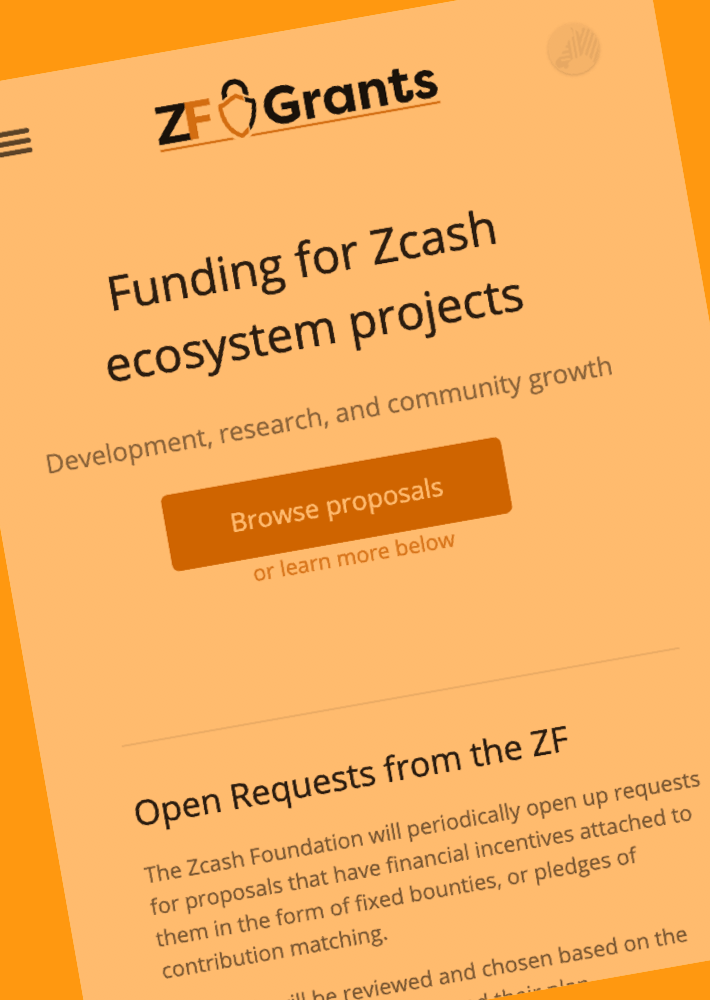 ZF Grants
Funding for Zcash
ecosystem projects
Development, research, and community growth
Browse proposals
or learn more below
Open Requests from the ZF
The Zcash Foundation will periodically open up requests
for proposals that have financial incentives attached to
them in the form of fixed bounties, or pledges of
contribution matching.
be reviewed and chosen based on the
their plan